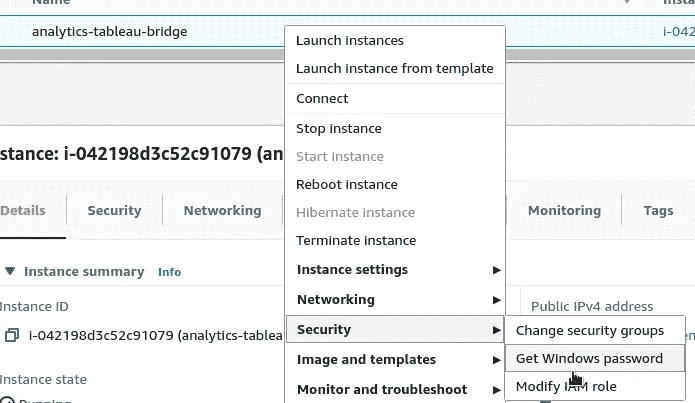 Name
analytics-tableau-bridge
i-042
Launch instances
Launch instance from template
Connect
Stop instance
Start instance
Reboot instance
Hibernate instance
Terminate instance
Instance settings
Networking
Security
Image and templates
Monitor and troubleshoot
Change security groups
Get Windows password
Modify IAM role
stance: i-042198d3c52c91079 (an
Details
Security
Networking
Monitoring
Tags
Instance summary
Info
Instance ID
Public IPv4 address
i-042198d3c52c91079 (analytics-tablea
Instance state
Running